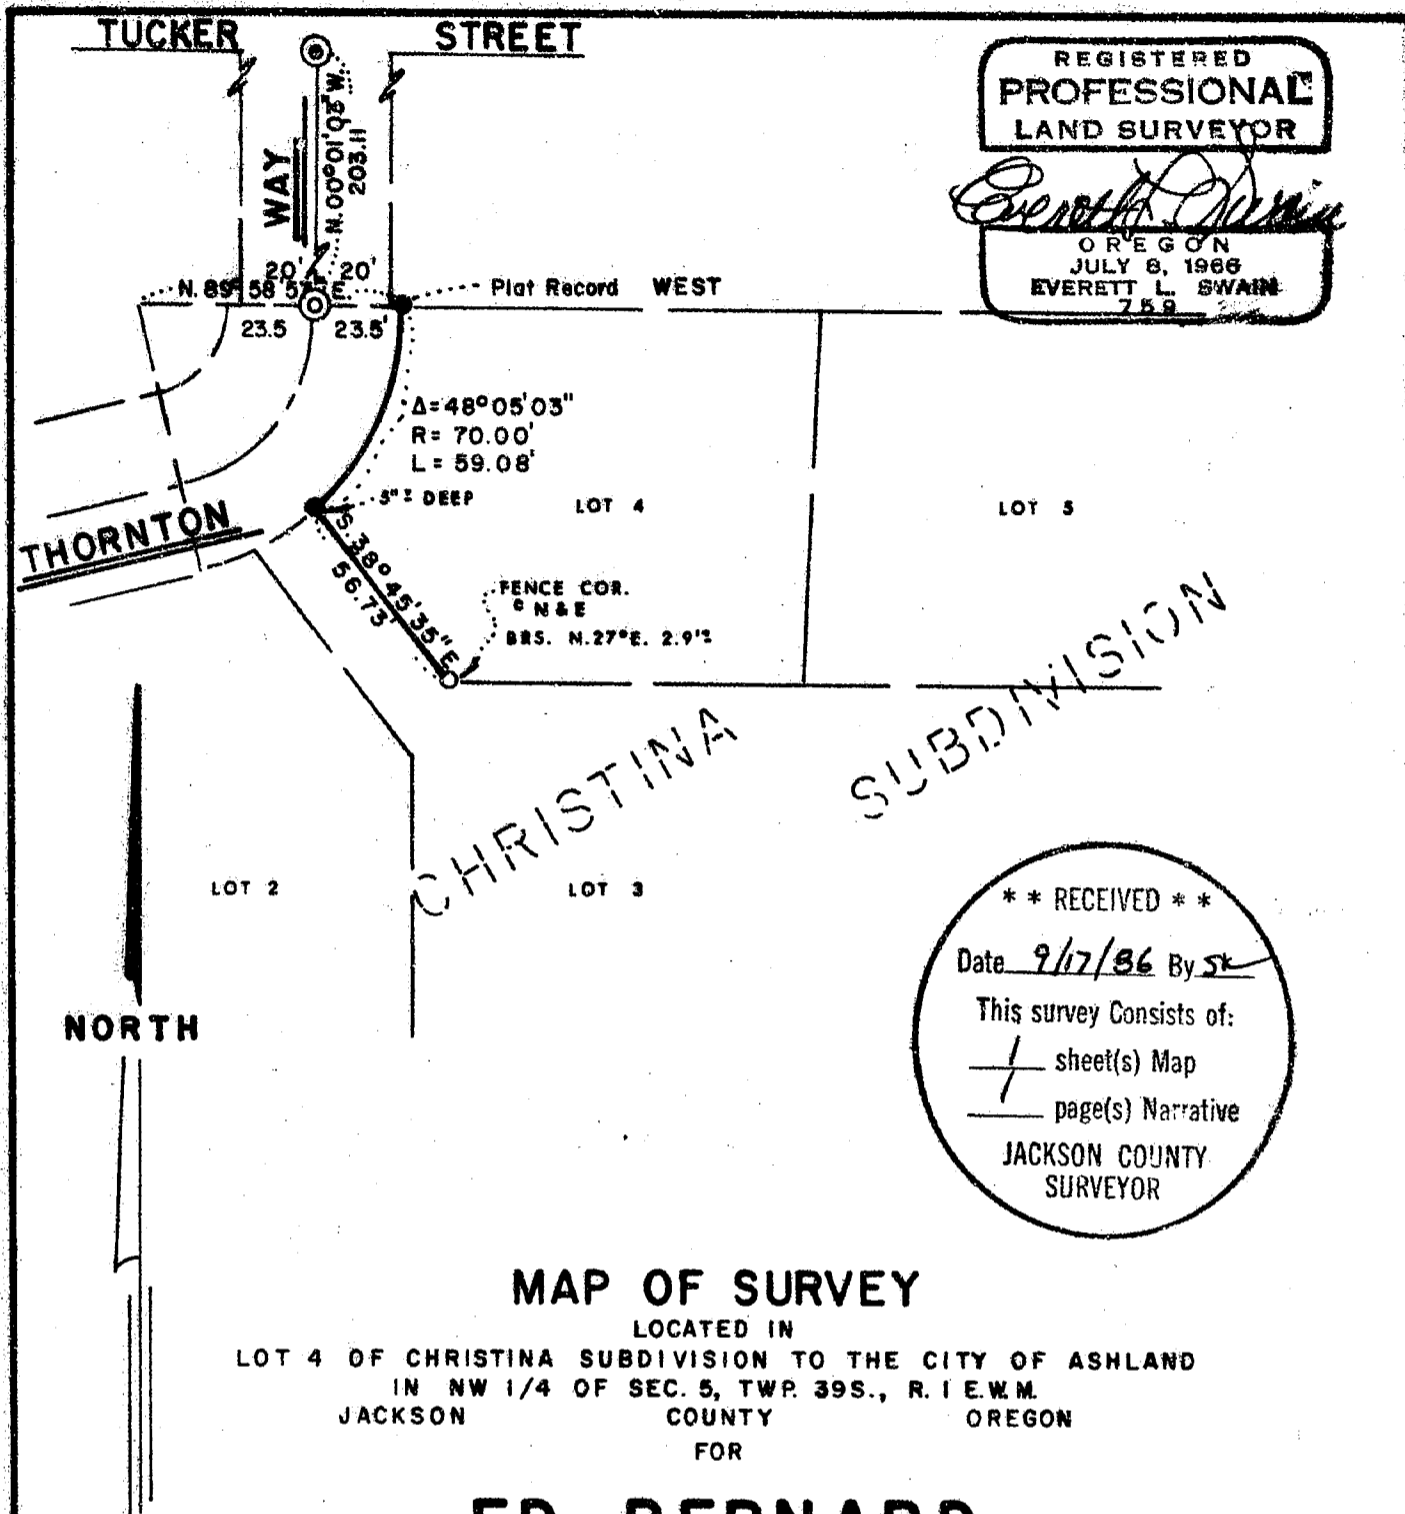 TUCKER STREET
REGISTERED
PROFESSIONAL
LAND SURVEYOR
OREGON
JULY 8, 1966
EVERETT L. SWAIN
759
WAY
N.00°01'03"W.
203.11
20' 20'
N. 89°58'57"E.
23.5 23.5'
Plat Record WEST
Δ=48°05'03"
R= 70.00'
L= 59.08'
5"± DEEP
LOT 4
LOT 5
THORNTON
S.38°45'35"E
56.73'
FENCE COR.
N & E
BRS. N.27°E. 2.9'±
CHRISTINA SUBDIVISION
LOT 2
LOT 3
NORTH
* * RECEIVED * *
Date 9/17/86 By SK
This survey Consists of:
1 sheet(s) Map
1 page(s) Narrative
JACKSON COUNTY
SURVEYOR
MAP OF SURVEY
LOCATED IN
LOT 4 OF CHRISTINA SUBDIVISION TO THE CITY OF ASHLAND
IN NW 1/4 OF SEC. 5, TWP. 39S., R. 1 E.W.M.
JACKSON COUNTY OREGON
FOR
ED BERNARD